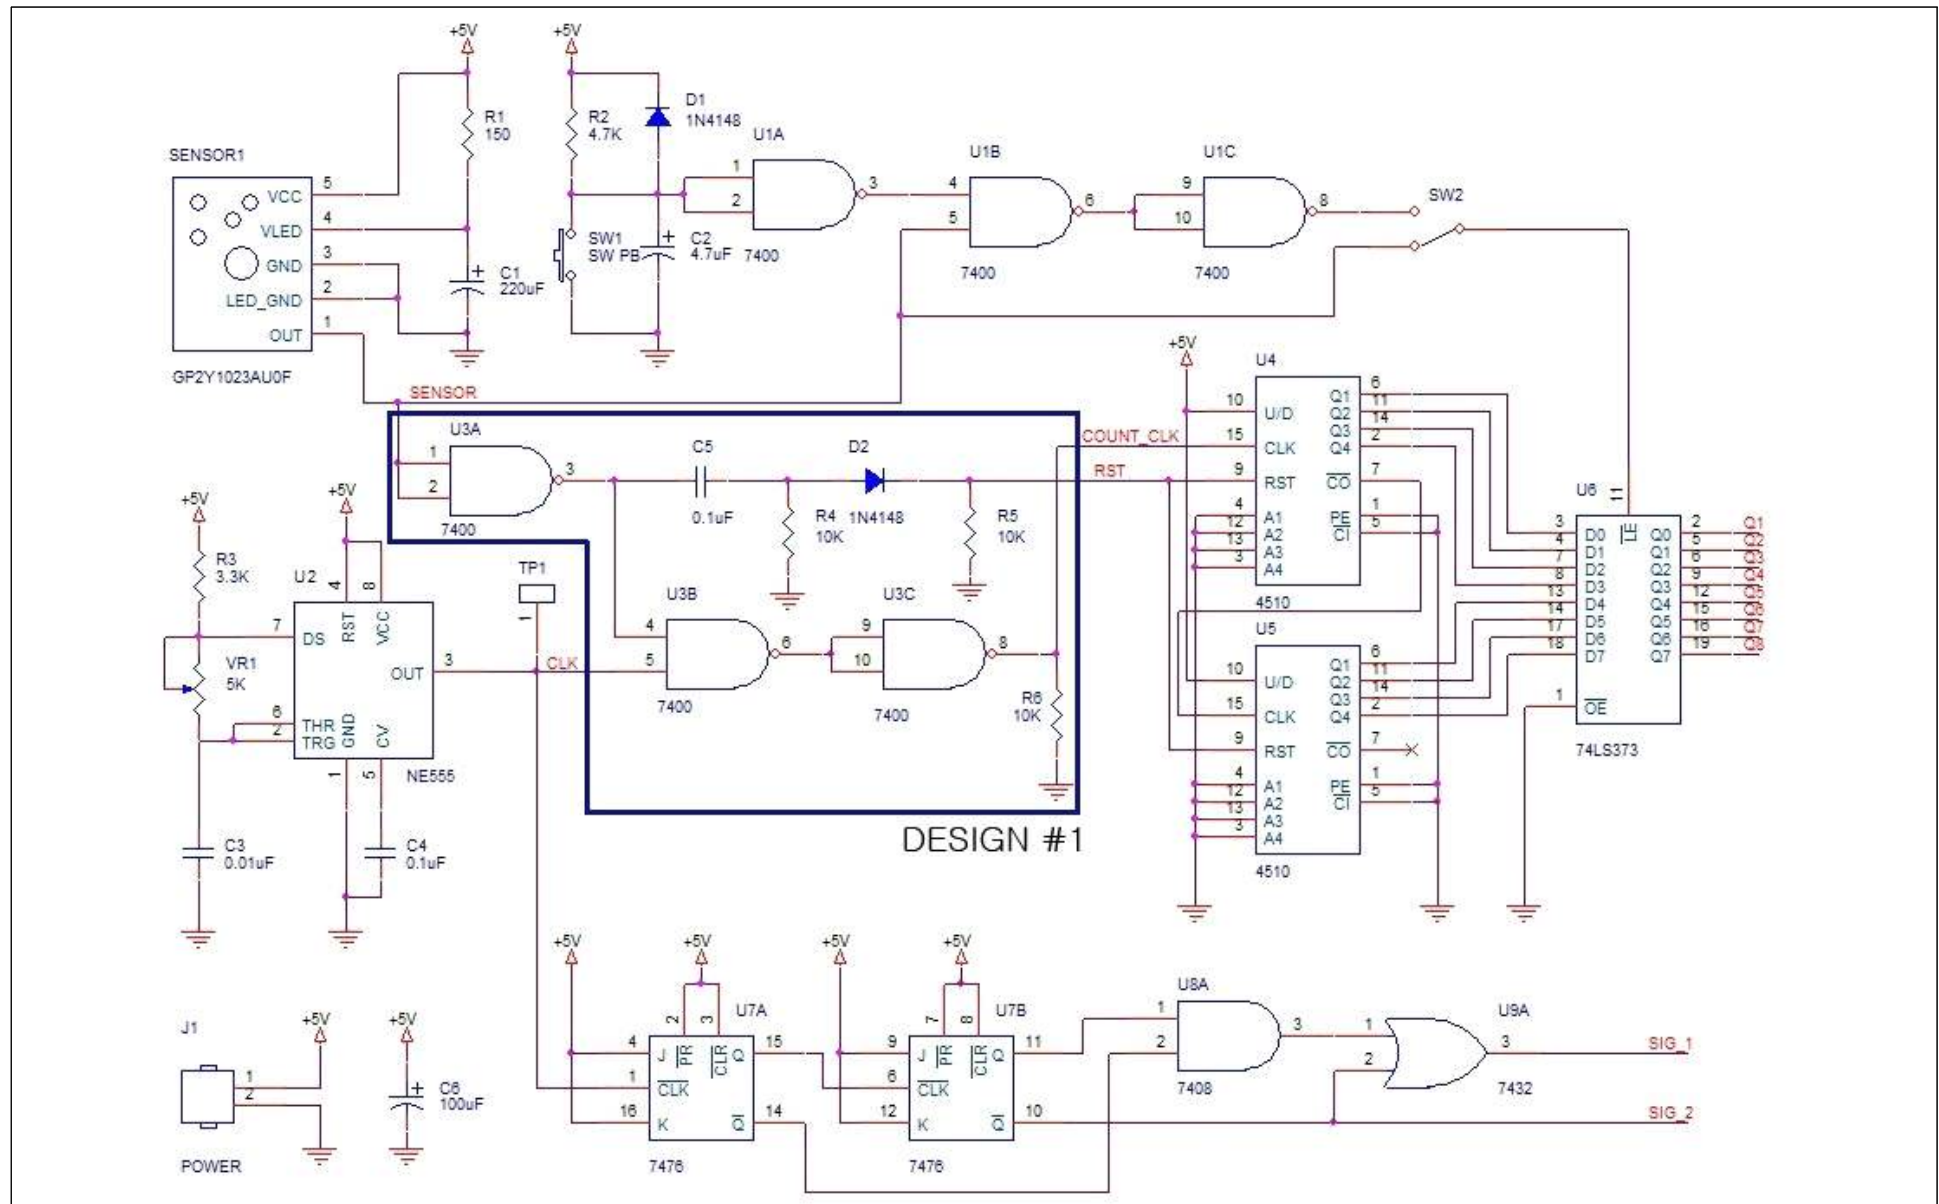 +5V
+5V
R1
150
R2
4.7K
D1
1N4148
U1A
1
2
3
7400
U1B
4
5
6
7400
U1C
9
10
8
7400
SW2
SENSOR1
VCC
5
VLED
4
GND
3
LED_GND
2
OUT
1
GP2Y1023AU0F
C1
220uF
SW1
SW PB
C2
4.7uF
SENSOR
U3A
1
2
3
7400
C5
0.1uF
R4
10K
D2
1N4148
R5
10K
COUNT_CLK
RST
+5V
U4
10
U/D
15
CLK
9
RST
4
A1
12
A2
13
A3
3
A4
Q1
6
Q2
11
Q3
14
Q4
2
CO
7
PE
1
CI
5
4510
U5
10
U/D
15
CLK
9
RST
4
A1
12
A2
13
A3
3
A4
Q1
6
Q2
11
Q3
14
Q4
2
CO
7
PE
1
CI
5
4510
U6
11
LE
3
D0
4
D1
7
D2
8
D3
13
D4
14
D5
17
D6
18
D7
1
OE
Q0
2
Q1
Q1
5
Q2
Q2
6
Q3
Q3
9
Q4
Q4
12
Q5
Q5
15
Q6
Q6
16
Q7
Q7
19
Q8
74LS373
+5V
R3
3.3K
VR1
5K
+5V
U2
4
8
RST
VCC
7
DS
OUT
3
6
THR
2
TRG
GND
CV
1
5
NE555
C3
0.01uF
C4
0.1uF
TP1
1
CLK
U3B
4
5
6
7400
U3C
9
10
8
7400
R6
10K
DESIGN #1
J1
1
2
POWER
+5V
+5V
C6
100uF
+5V
+5V
U7A
2
3
4
J
PR
CLR
Q
15
1
CLK
16
K
Q
14
7476
+5V
+5V
U7B
7
8
9
J
PR
CLR
Q
11
6
CLK
12
K
Q
10
7476
U8A
1
2
3
7408
U9A
1
2
3
7432
SIG_1
SIG_2